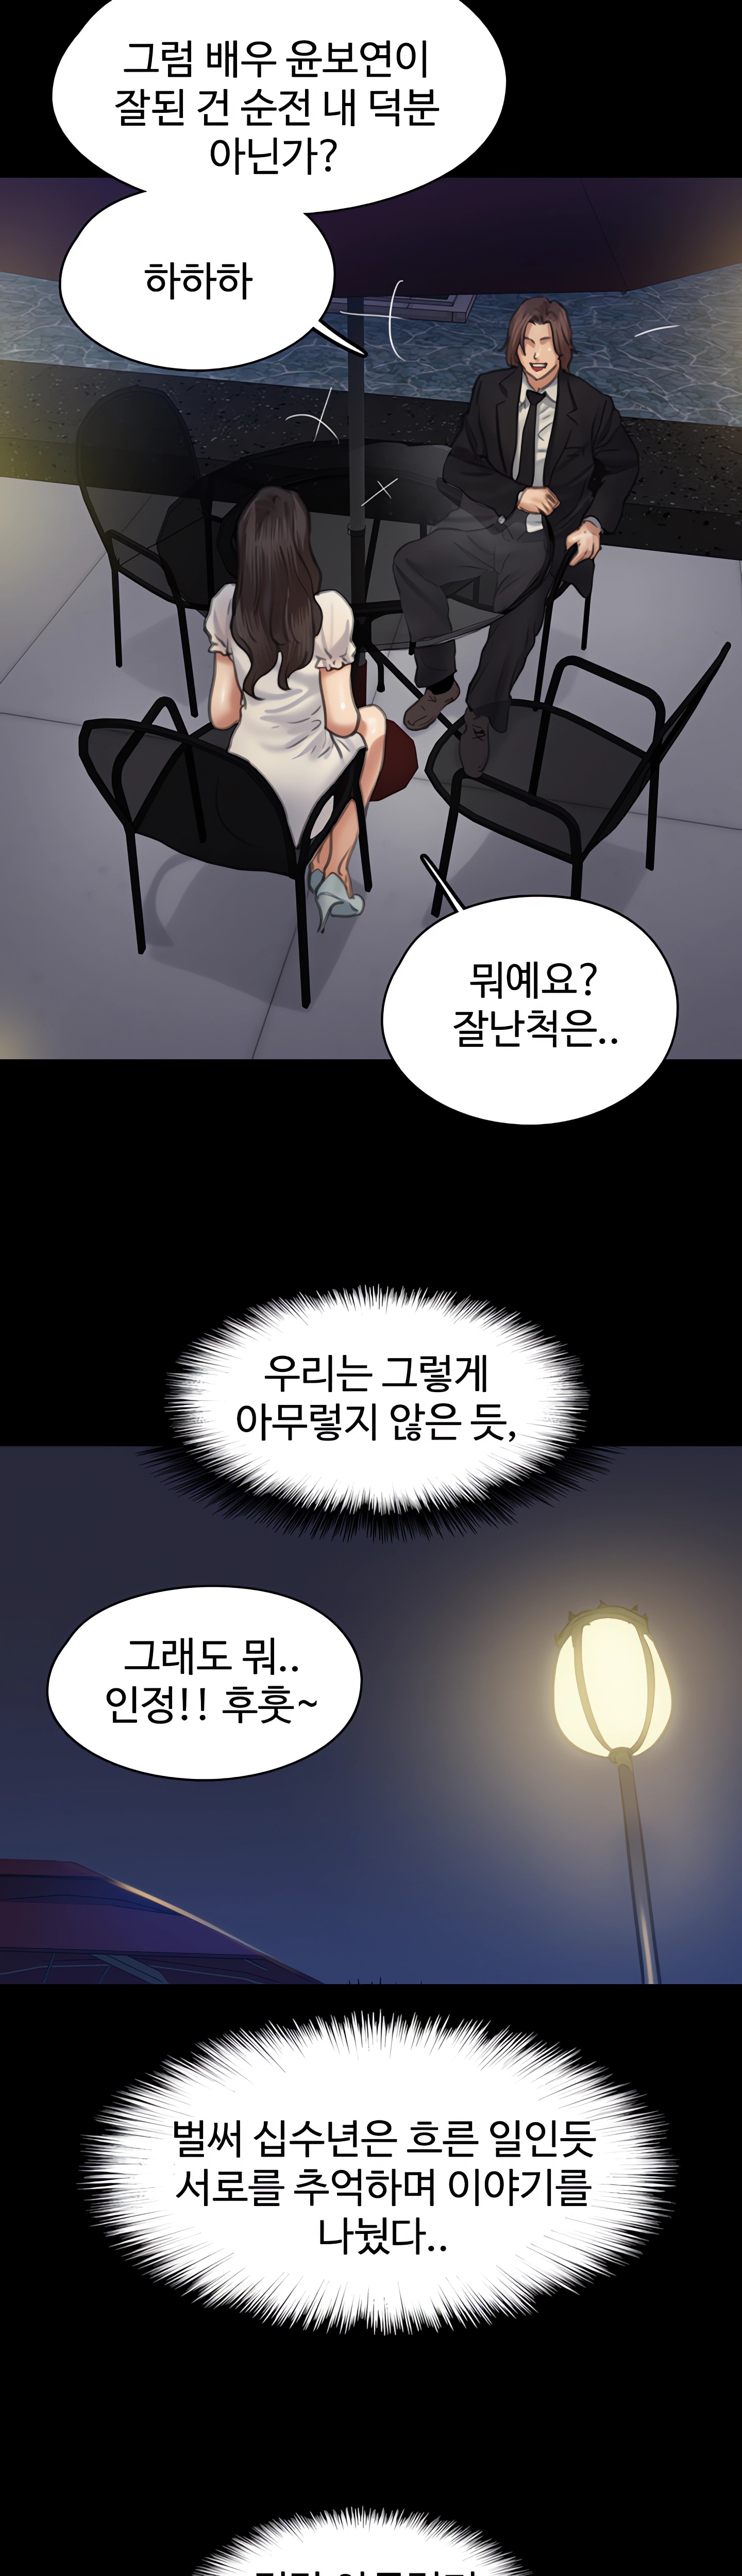 그럼 배우 윤보연이
잘된 건 순전 내 덕분
아닌가?
하하하
뭐예요?
잘난척은..
우리는 그렇게
아무렇지 않은 듯,
그래도 뭐..
인정!! 후훗~
벌써 십수년은 흐른 일인듯
서로를 추억하며 이야기를
나눴다..